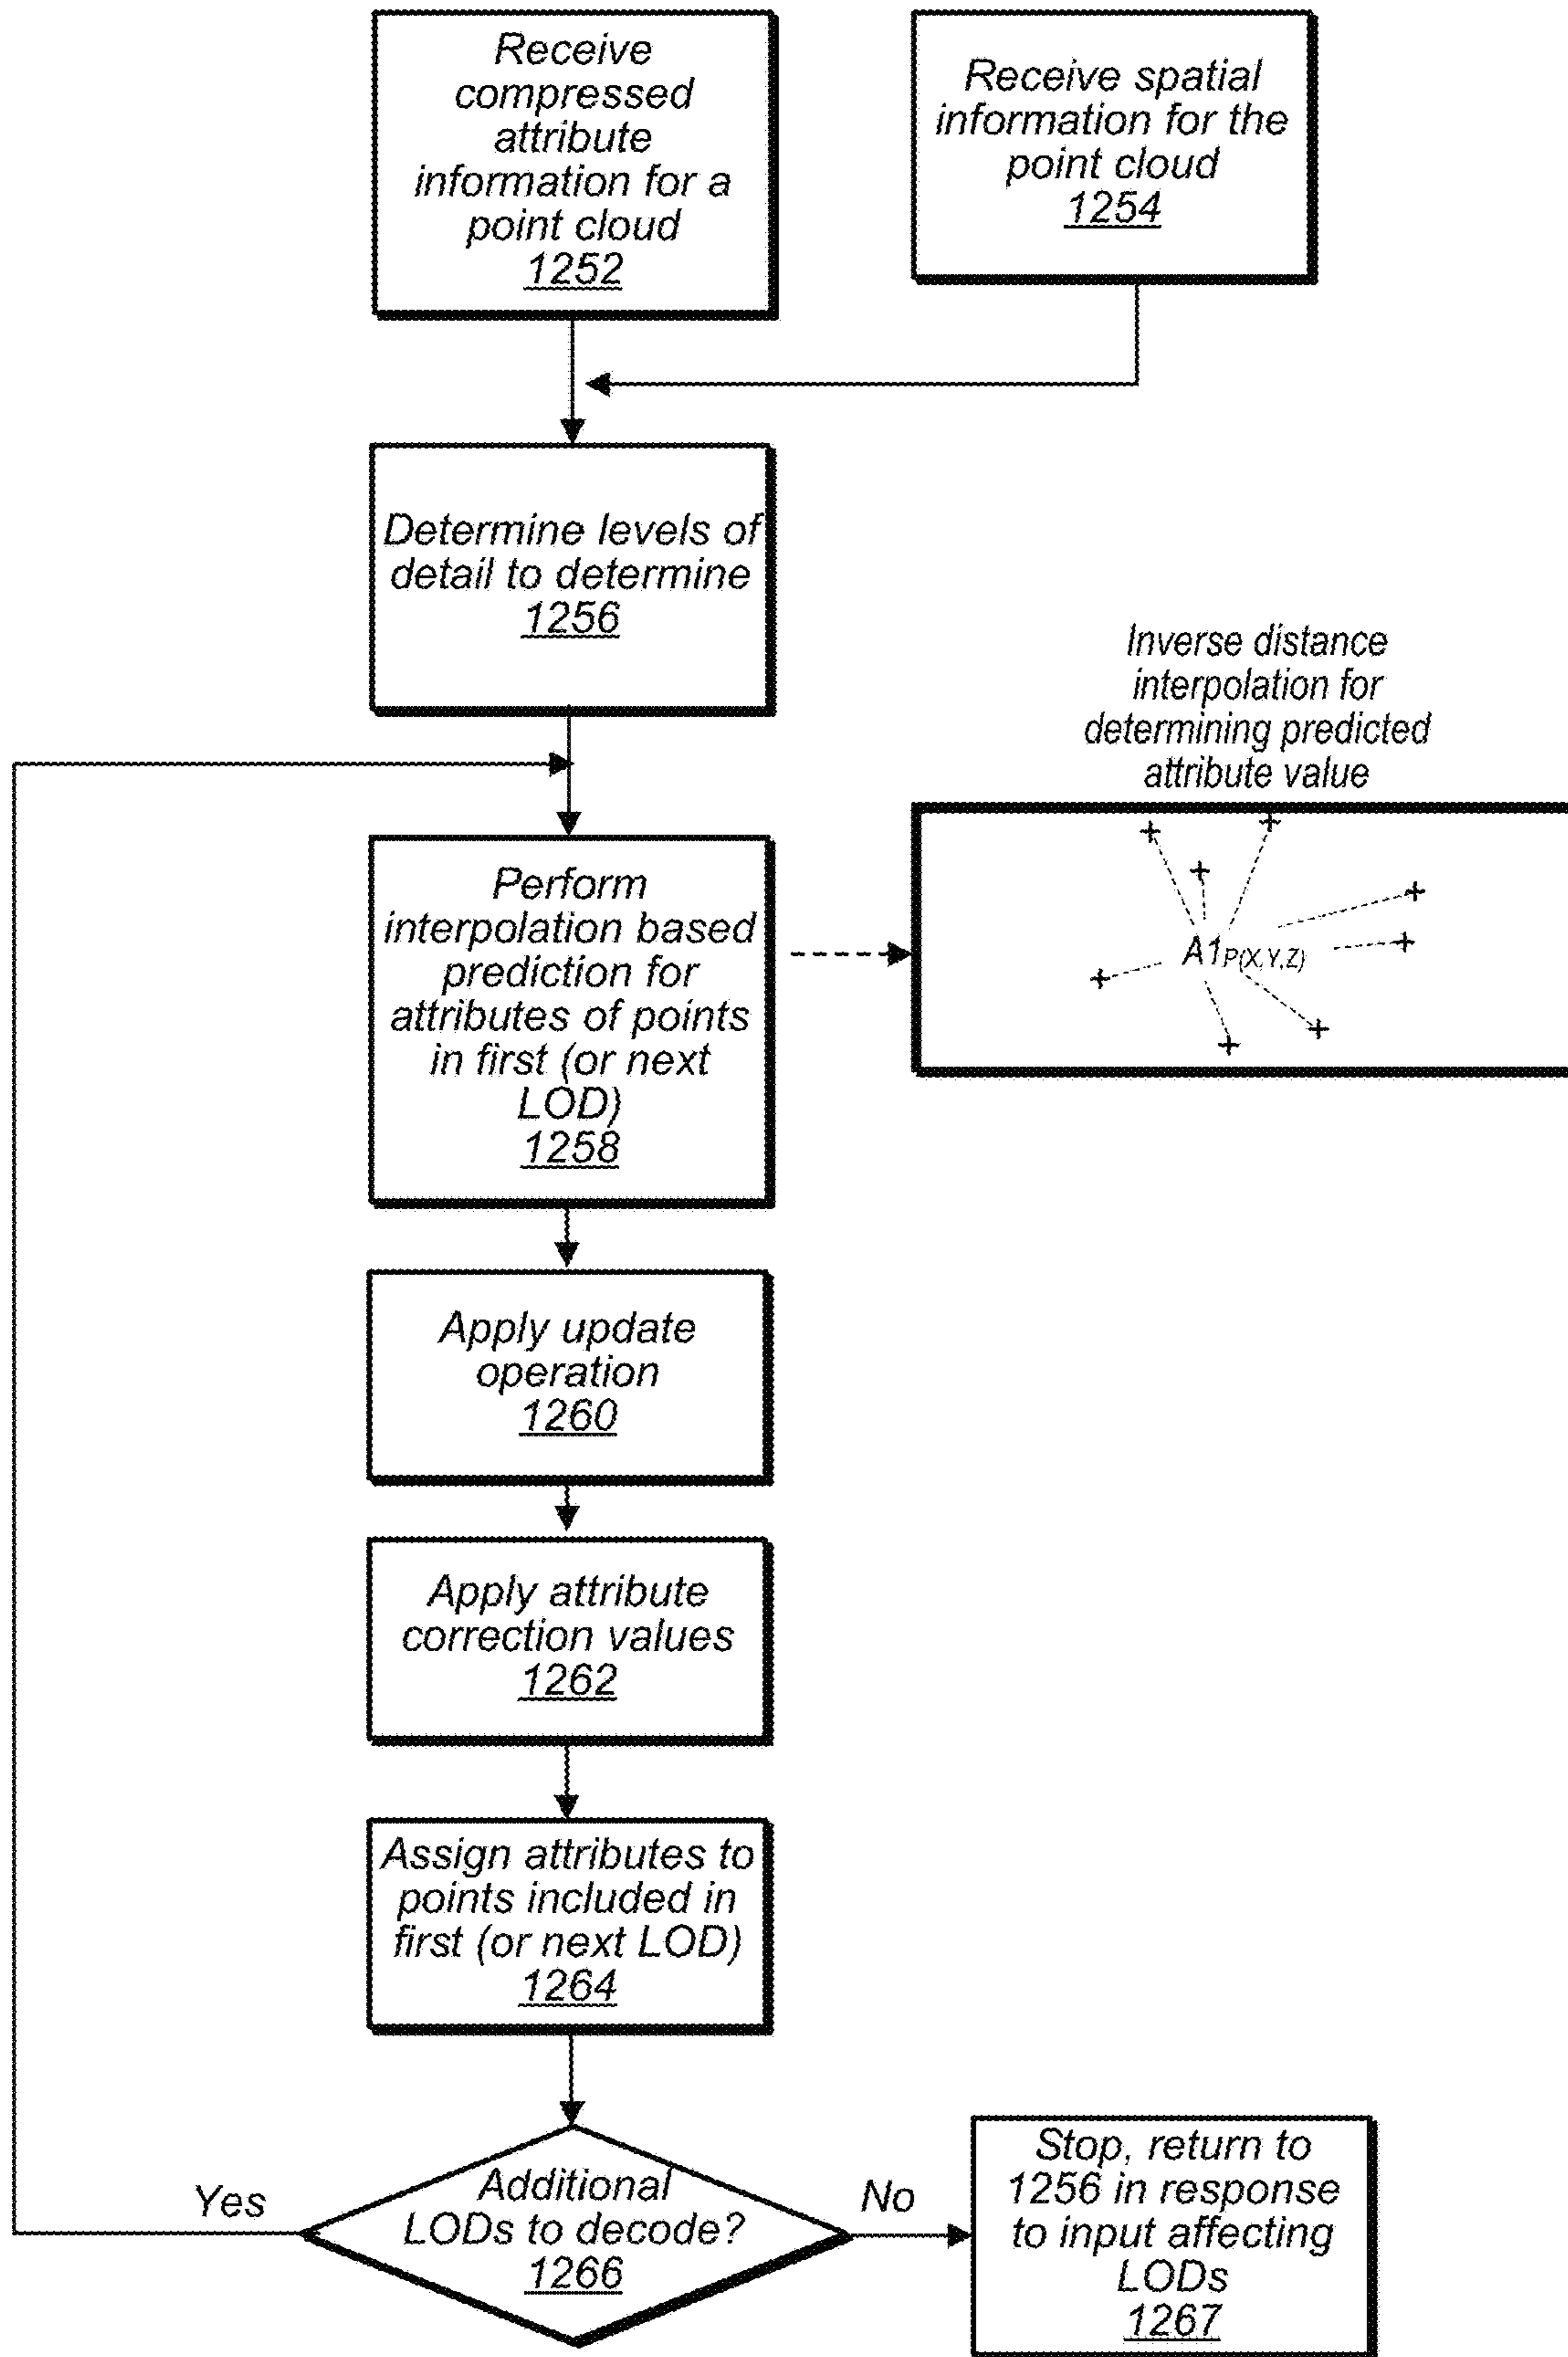 Receive
compressed
attribute
information for a
point cloud
1252
Receive spatial
information for the
point cloud
1254
Determine levels of
detail to determine
1256
Inverse distance
interpolation for
determining predicted
attribute value
Perform
interpolation based
prediction for
attributes of points
in first (or next
LOD)
1258
A1P(X,Y,Z)
Apply update
operation
1260
Apply attribute
correction values
1262
Assign attributes to
points included in
first (or next LOD)
1264
Additional
LODs to decode?
1266
Yes
No
Stop, return to
1256 in response
to input affecting
LODs
1267